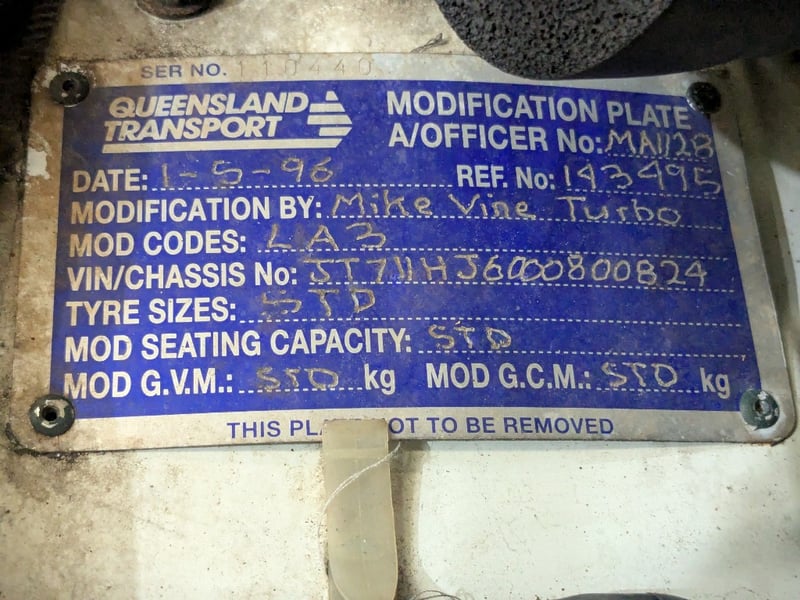 SER NO. 110440
QUEENSLAND TRANSPORT
MODIFICATION PLATE
A/OFFICER No: MA1128
DATE: 1-5-96 REF. No: 143495
MODIFICATION BY: Mike Vine Turbo
MOD CODES: LA3
VIN/CHASSIS No: JT711HJ6000800824
TYRE SIZES: STD
MOD SEATING CAPACITY: STD
MOD G.V.M.: STD kg MOD G.C.M.: STD kg
THIS PLA OT TO BE REMOVED